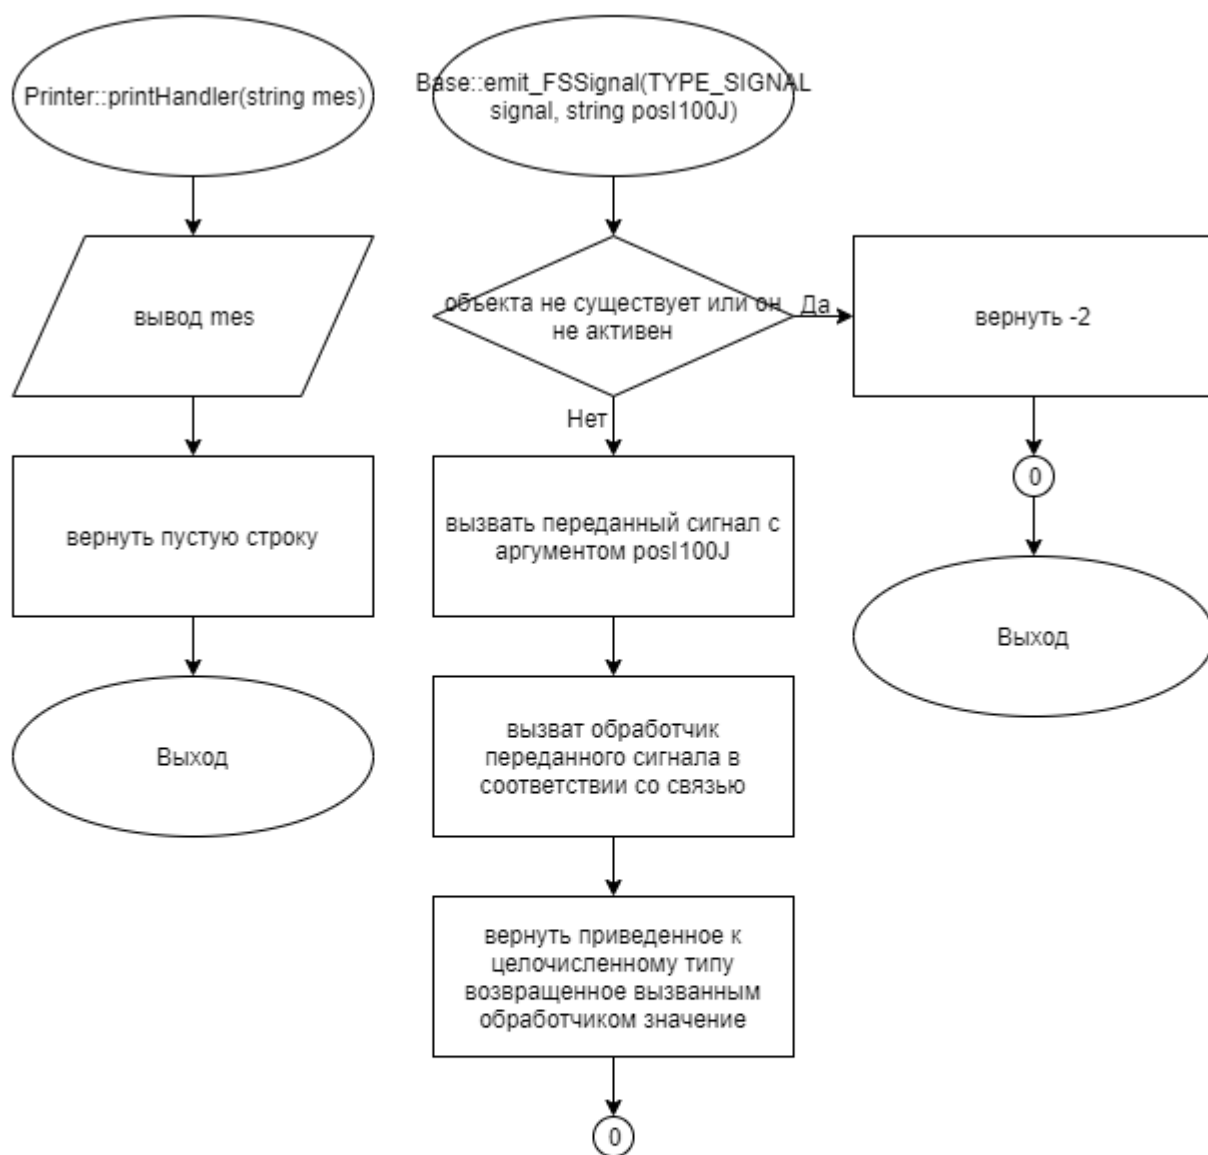 Printer::printHandler(string mes)
вывод mes
вернуть пустую строку
Выход
Base::emit_FSSignal(TYPE_SIGNAL
signal, string posI100J)
объекта не существует или он
не активен
Да
вернуть -2
0
Выход
Нет
вызвать переданный сигнал с
аргументом posI100J
вызват обработчик
переданного сигнала в
соответствии со связью
вернуть приведенное к
целочисленному типу
возвращенное вызванным
обработчиком значение
0